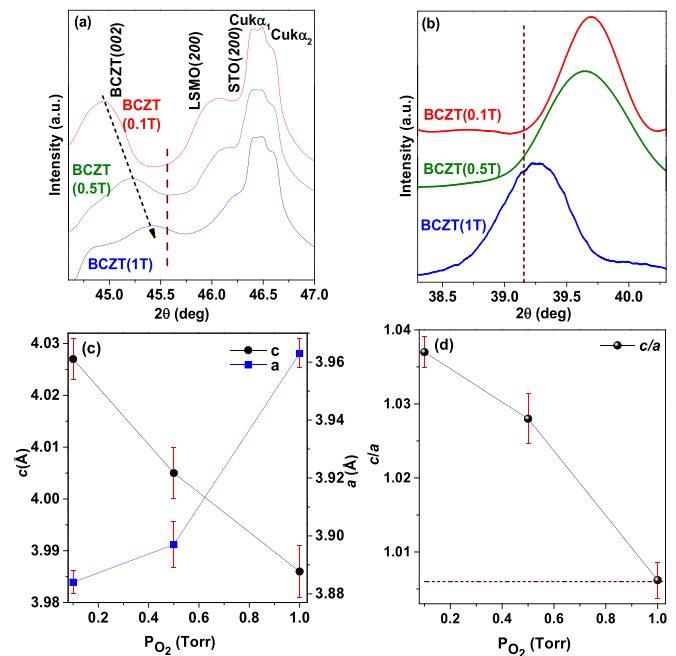 (a)
Cukα1
Cukα2
BCZT(002)
LSMO(200)
STO(200)
BCZT
(0.1T)
BCZT
(0.5T)
BCZT(1T)
Intensity (a.u.)
45.0 45.5 46.0 46.5 47.0
2θ (deg)
(b)
BCZT(0.1T)
BCZT(0.5T)
BCZT(1T)
Intensity (a.u.)
38.5 39.0 39.5 40.0
2θ (deg)
(c)
c
a
4.03
4.02
4.01
4.00
3.99
3.98
c(Å)
3.96
3.94
3.92
3.90
3.88
a (Å)
0.2 0.4 0.6 0.8 1.0
PO2 (Torr)
(d)
c/a
1.04
1.03
1.02
1.01
c/a
0.2 0.4 0.6 0.8 1.0
PO2 (Torr)